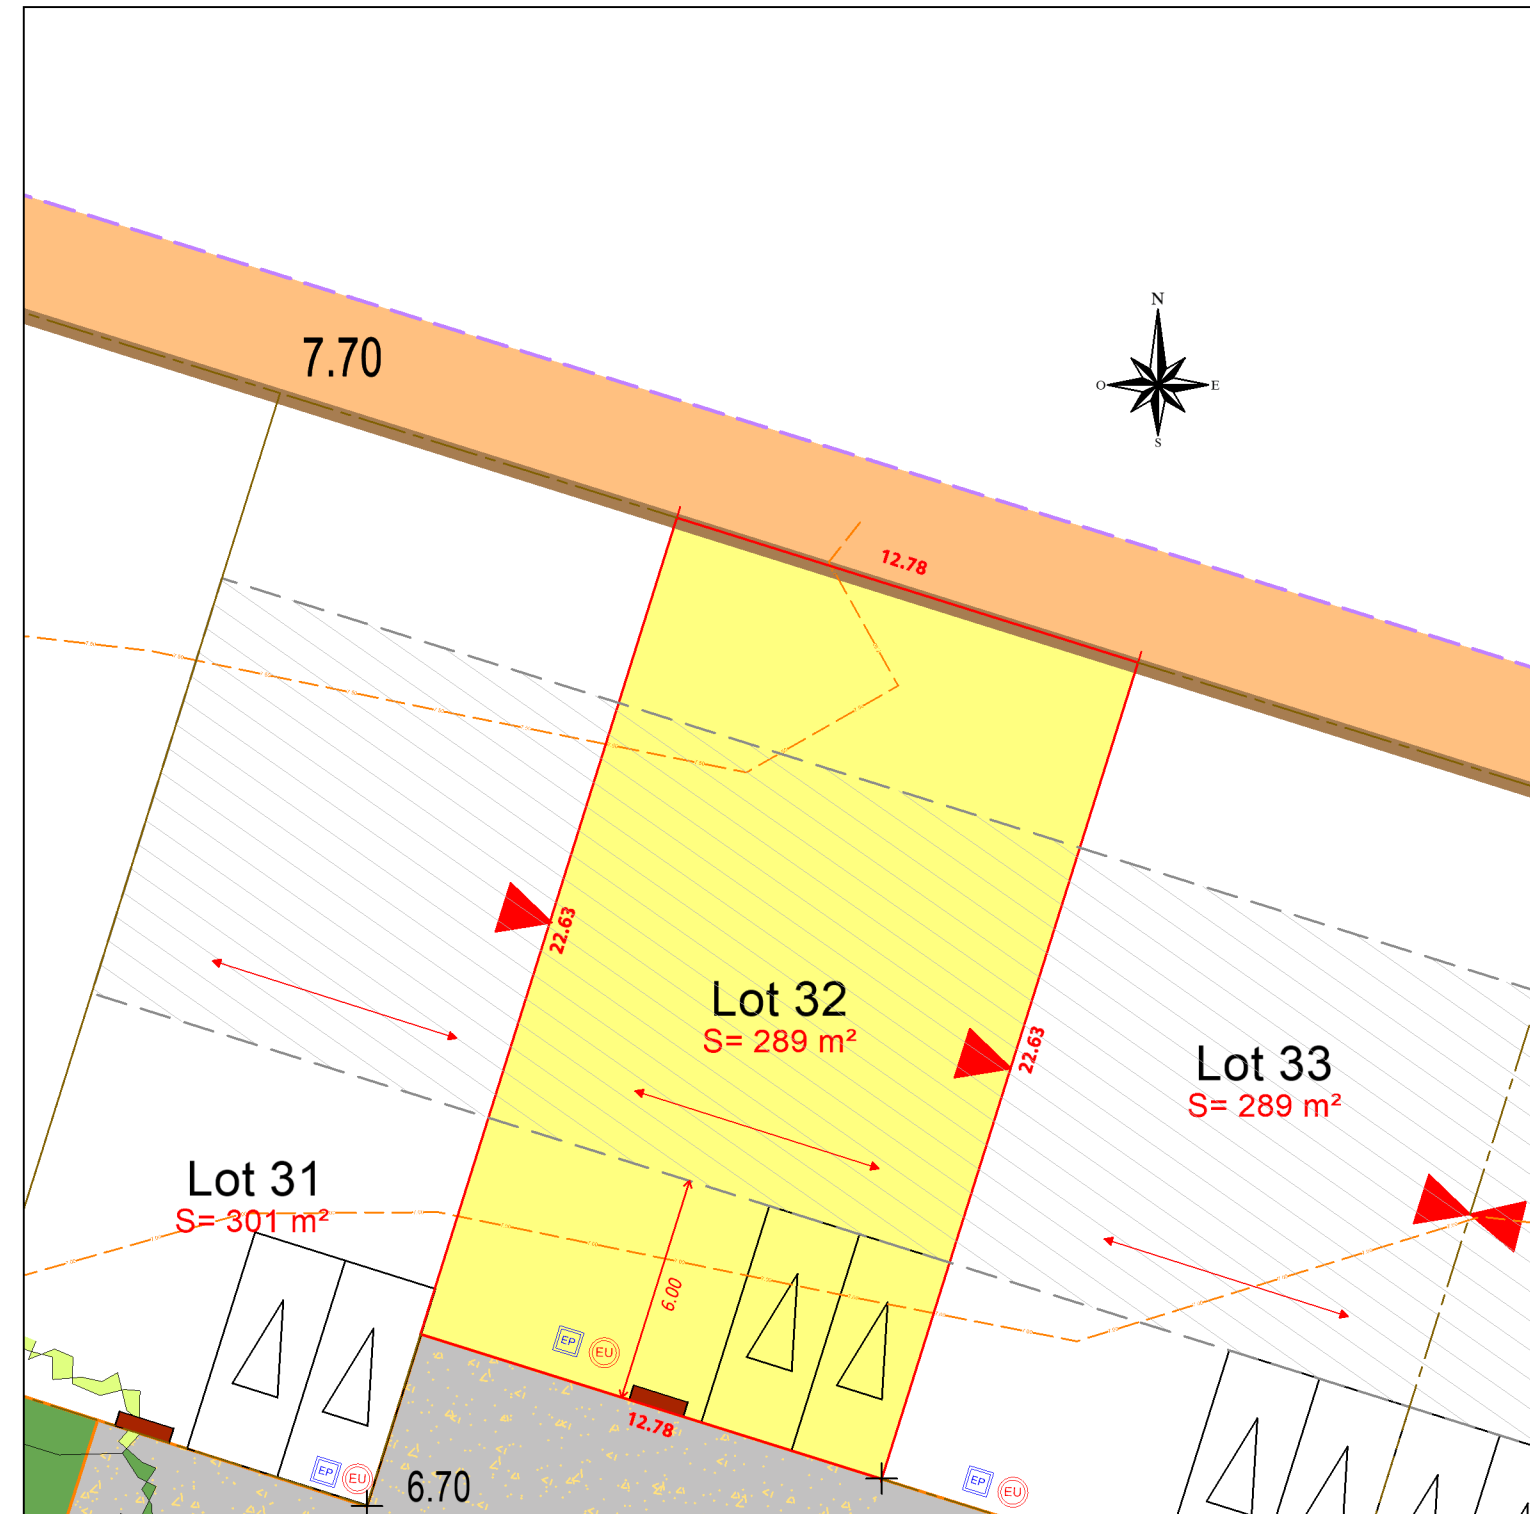 N
O
E
S
7.70
12.78
22.63
22.63
Lot 32
S= 289 m²
Lot 33
S= 289 m²
Lot 31
S= 301 m²
6.00
EP
EU
12.78
EP
EU
6.70
EP
EU